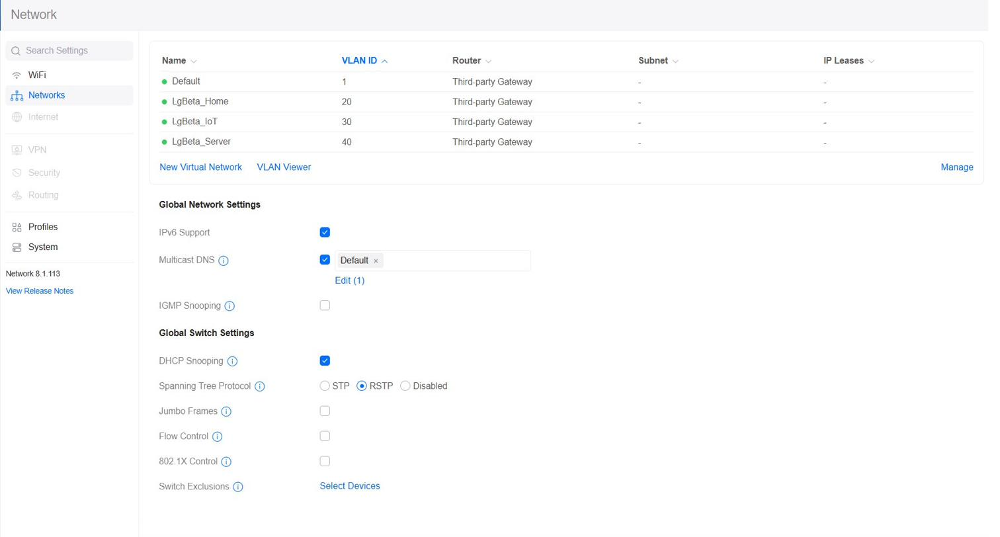 Network
Search Settings
WiFi
Networks
Internet
VPN
Security
Routing
Profiles
System
Network 8.1.113
View Release Notes
Name VLAN ID Router Subnet IP Leases
Default 1 Third-party Gateway - -
LgBeta_Home 20 Third-party Gateway - -
LgBeta_IoT 30 Third-party Gateway - -
LgBeta_Server 40 Third-party Gateway - -
New Virtual Network VLAN Viewer Manage
Global Network Settings
IPv6 Support
Multicast DNS Default ×
Edit (1)
IGMP Snooping
Global Switch Settings
DHCP Snooping
Spanning Tree Protocol STP RSTP Disabled
Jumbo Frames
Flow Control
802.1X Control
Switch Exclusions Select Devices